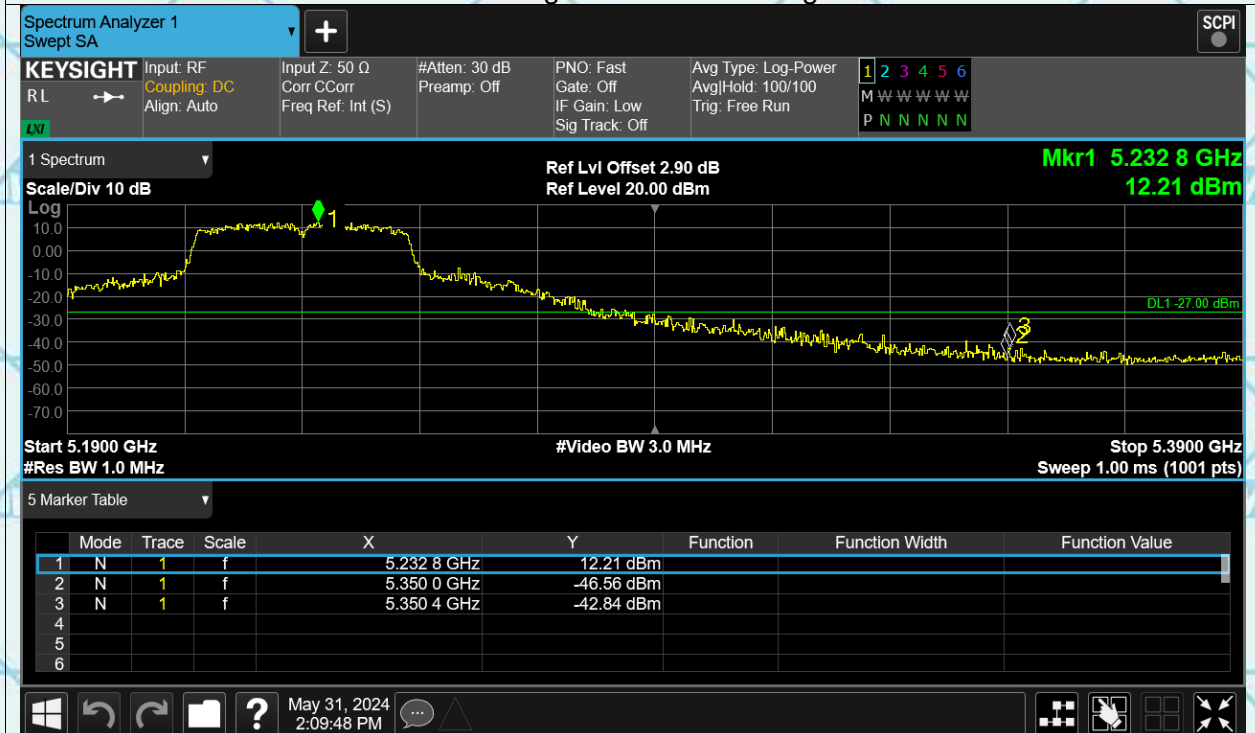 Spectrum Analyzer 1
Swept SA
SCPI
KEYSIGHT
RL
LXI
Input: RF
Coupling: DC
Align: Auto
Input Z: 50 Ω
Corr CCorr
Freq Ref: Int (S)
#Atten: 30 dB
Preamp: Off
PNO: Fast
Gate: Off
IF Gain: Low
Sig Track: Off
Avg Type: Log-Power
Avg|Hold: 100/100
Trig: Free Run
1 2 3 4 5 6
M W W W W W
P N N N N N N
1 Spectrum
Scale/Div 10 dB
Ref Lvl Offset 2.90 dB
Ref Level 20.00 dBm
Mkr1 5.232 8 GHz
12.21 dBm
Log
10.0
0.00
-10.0
-20.0
-30.0
-40.0
-50.0
-60.0
-70.0
1
DL1 -27.00 dBm
3
2
Start 5.1900 GHz
#Video BW 3.0 MHz
Stop 5.3900 GHz
#Res BW 1.0 MHz
Sweep 1.00 ms (1001 pts)
5 Marker Table
Mode Trace Scale X Y Function Function Width Function Value
1 N 1 f 5.232 8 GHz 12.21 dBm
2 N 1 f 5.350 0 GHz -46.56 dBm
3 N 1 f 5.350 4 GHz -42.84 dBm
4
5
6
?
May 31, 2024
2:09:48 PM